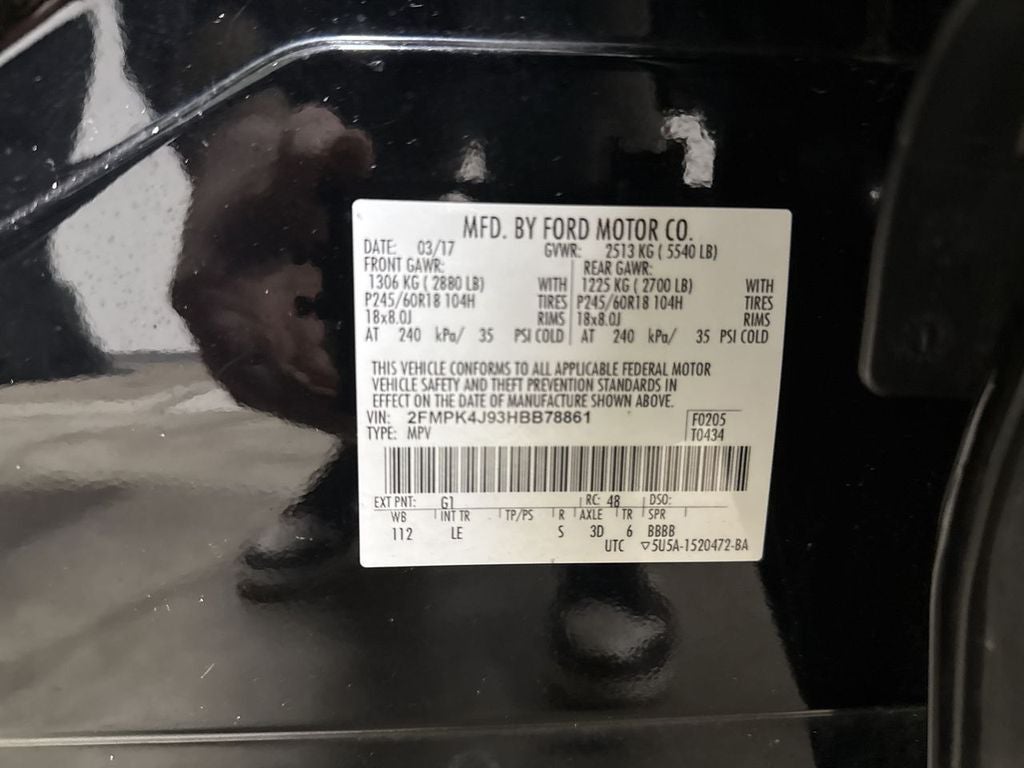 MFD. BY FORD MOTOR CO.
DATE: 03/17 GVWR: 2513 KG ( 5540 LB)
FRONT GAWR: REAR GAWR:
1306 KG ( 2880 LB) WITH 1225 KG ( 2700 LB) WITH
P245/60R18 104H TIRES P245/60R18 104H TIRES
18x8.0J RIMS 18x8.0J RIMS
AT 240 kPa/ 35 PSI COLD AT 240 kPa/ 35 PSI COLD
THIS VEHICLE CONFORMS TO ALL APPLICABLE FEDERAL MOTOR
VEHICLE SAFETY AND THEFT PREVENTION STANDARDS IN
EFFECT ON THE DATE OF MANUFACTURE SHOWN ABOVE.
VIN: 2FMPK4J93HBB78861 F0205
TYPE: MPV T0434
EXT PNT: G1 RC: 48 DSO:
WB INT TR TP/PS R AXLE TR SPR
112 LE S 3D 6 BBBB
UTC ▽5U5A-1520472-BA